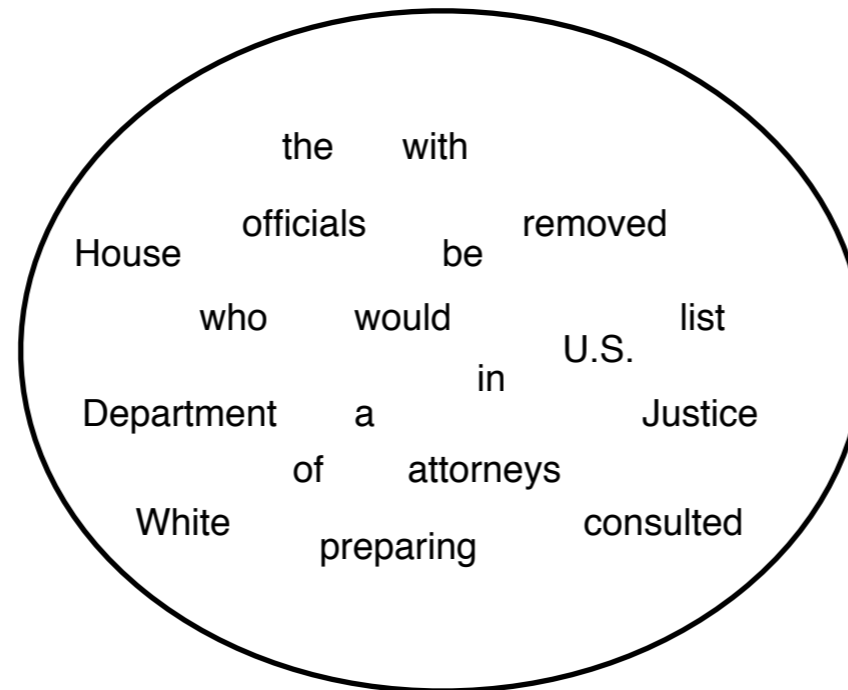 the with
officials removed
House be
who would list
U.S.
in
Department a Justice
of attorneys
White consulted
preparing